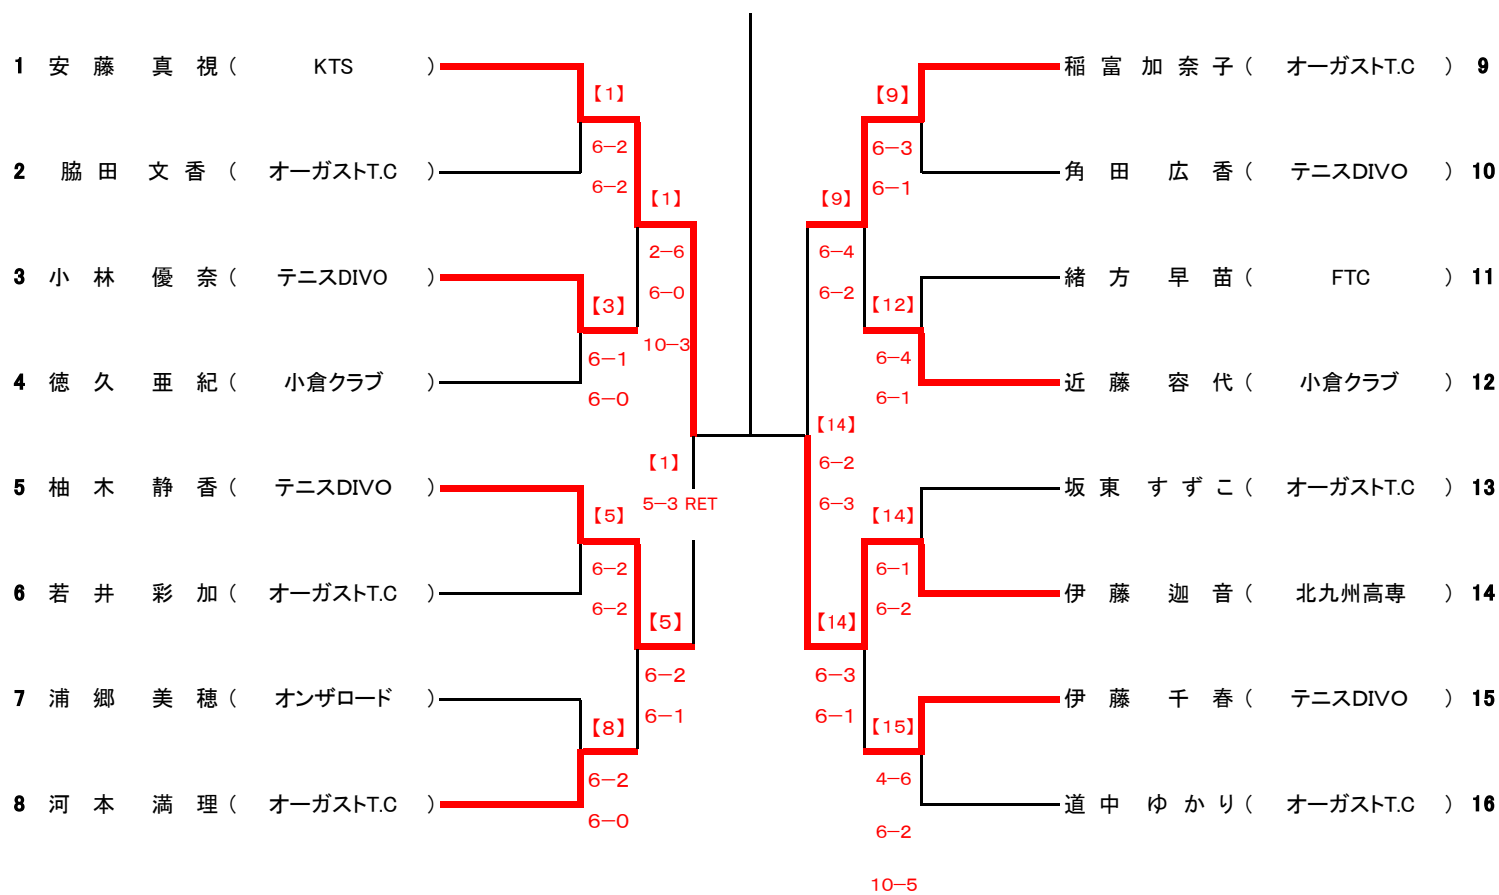 1 安藤 真視 ( KTS )
【1】
6-2
2 脇田 文香 ( オーガストT.C )
6-2
【1】
2-6
3 小林 優奈 ( テニスDIVO )
6-0
【3】
10-3
6-1
4 徳久 亜紀 ( 小倉クラブ )
6-0
【1】
5 柚木 静香 ( テニスDIVO )
5-3 RET
【5】
6-2
6 若井 彩加 ( オーガストT.C )
6-2
【5】
6-2
7 浦郷 美穂 ( オンザロード )
6-1
【8】
6-2
8 河本 満理 ( オーガストT.C )
6-0
稲富 加奈子 ( オーガストT.C ) 9
【9】
6-3
角田 広香 ( テニスDIVO ) 10
6-1
【9】
6-4
緒方 早苗 ( FTC ) 11
6-2
【12】
6-4
近藤 容代 ( 小倉クラブ ) 12
6-1
【14】
6-2
坂東 すずこ ( オーガストT.C ) 13
6-3
【14】
6-1
伊藤 迦音 ( 北九州高専 ) 14
6-2
【14】
6-3
伊藤 千春 ( テニスDIVO ) 15
6-1
【15】
4-6
道中 ゆかり ( オーガストT.C ) 16
6-2
10-5